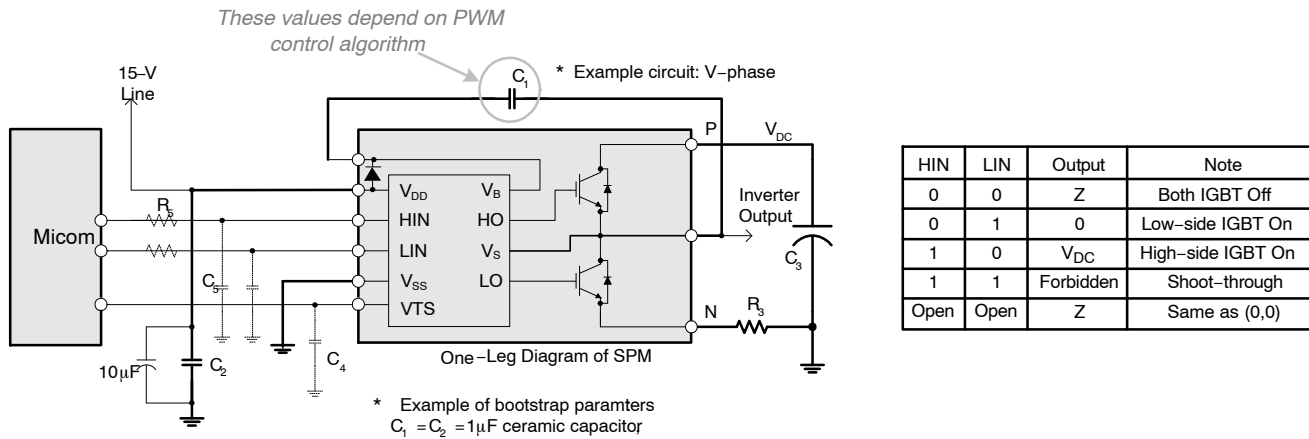 These values depend on PWM
control algorithm
15−V
Line
C1
* Example circuit: V−phase
P
VDC
Micom
R5
VDD
VB
HIN
HO
LIN
VS
VSS
LO
VTS
Inverter
Output
C3
C5
N
R3
10μF
C2
C4
One−Leg Diagram of SPM
* Example of bootstrap paramters
C1 = C2 = 1μF ceramic capacitor
HIN LIN Output Note
0 0 Z Both IGBT Off
0 1 0 Low−side IGBT On
1 0 VDC High−side IGBT On
1 1 Forbidden Shoot−through
Open Open Z Same as (0,0)